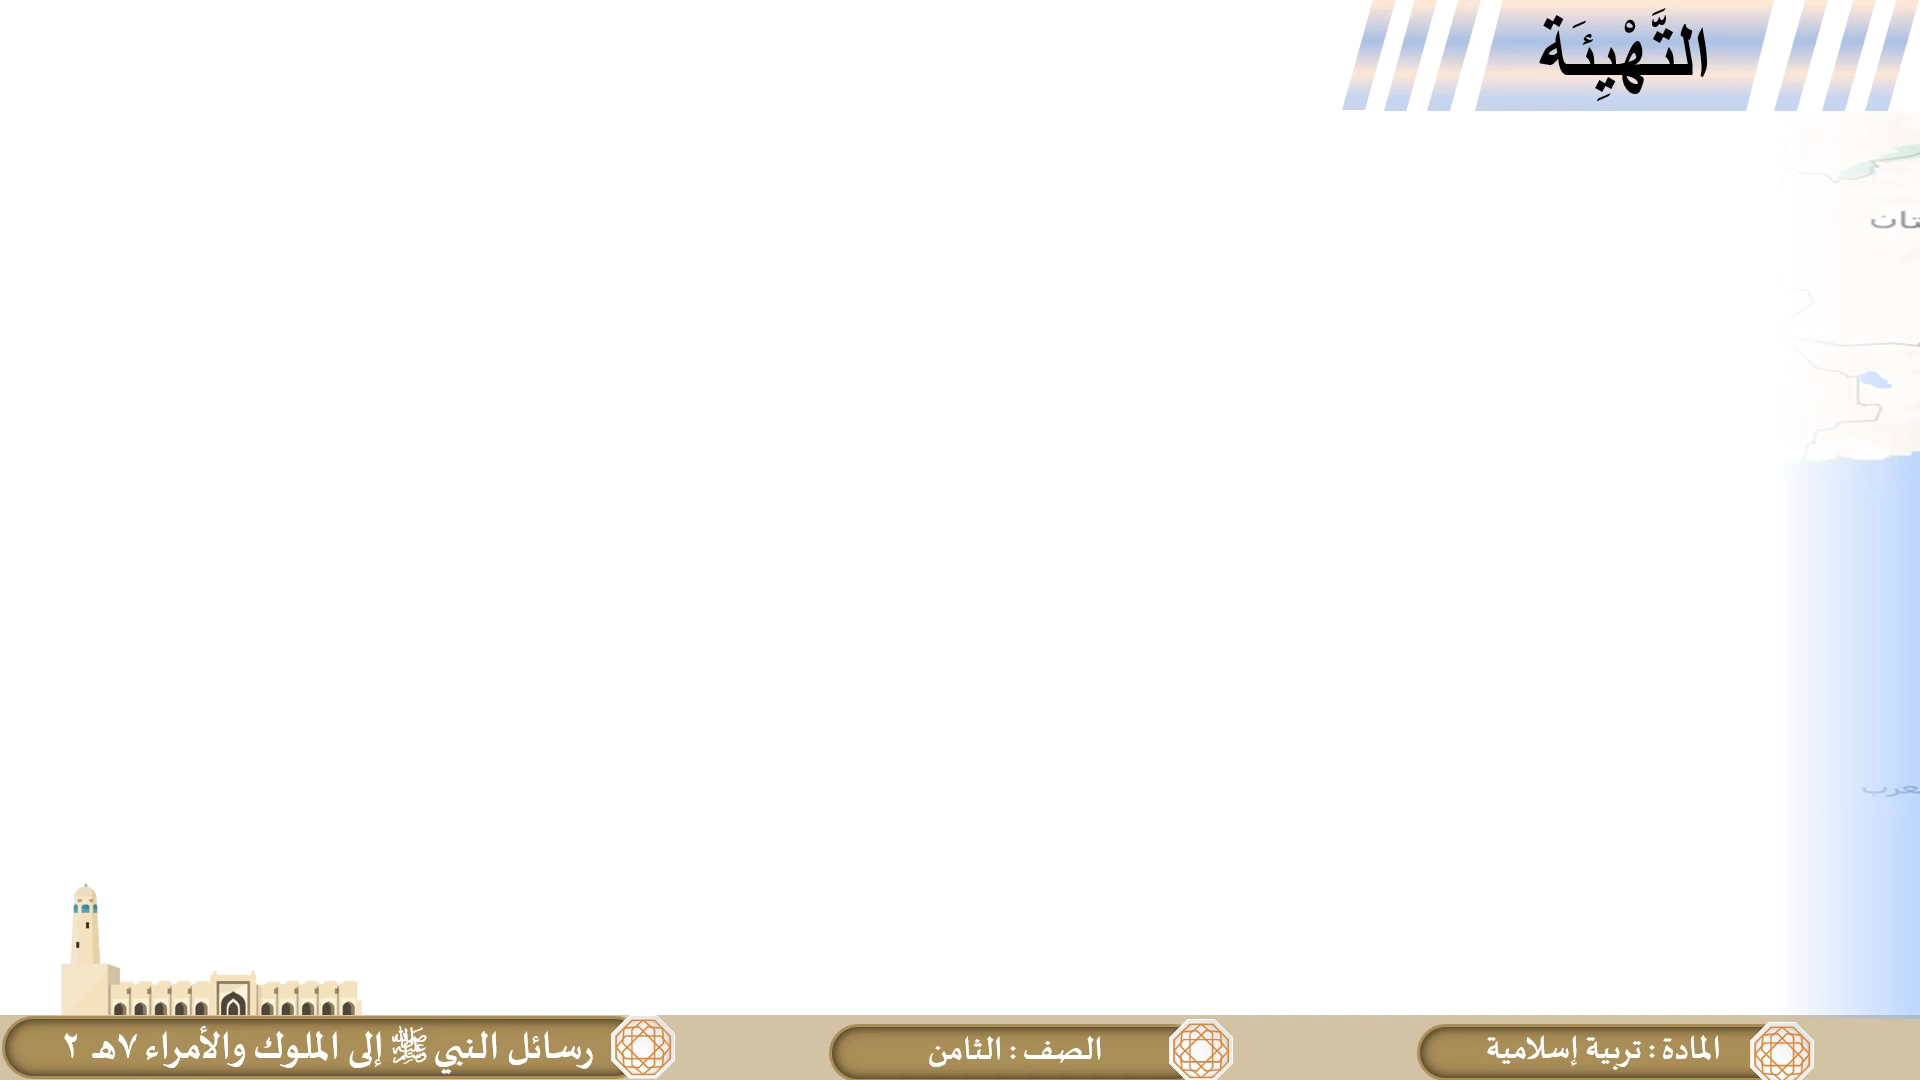 التَّهْيِئَة
المادة : تربية إسلامية
الصف : الثامن
رسائل النبي ﷺ إلى الملوك والأمراء ٧هـ ٢